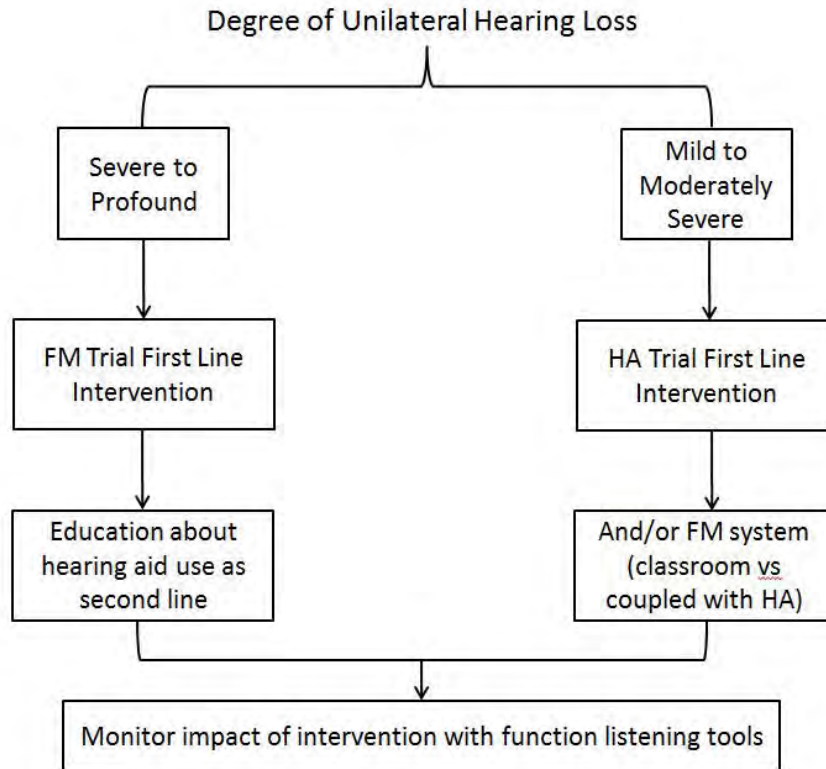 Degree of Unilateral Hearing Loss
Severe to
Profound
Mild to
Moderately
Severe
FM Trial First Line
Intervention
HA Trial First Line
Intervention
Education about
hearing aid use as
second line
And/or FM system
(classroom vs
coupled with HA)
Monitor impact of intervention with function listening tools